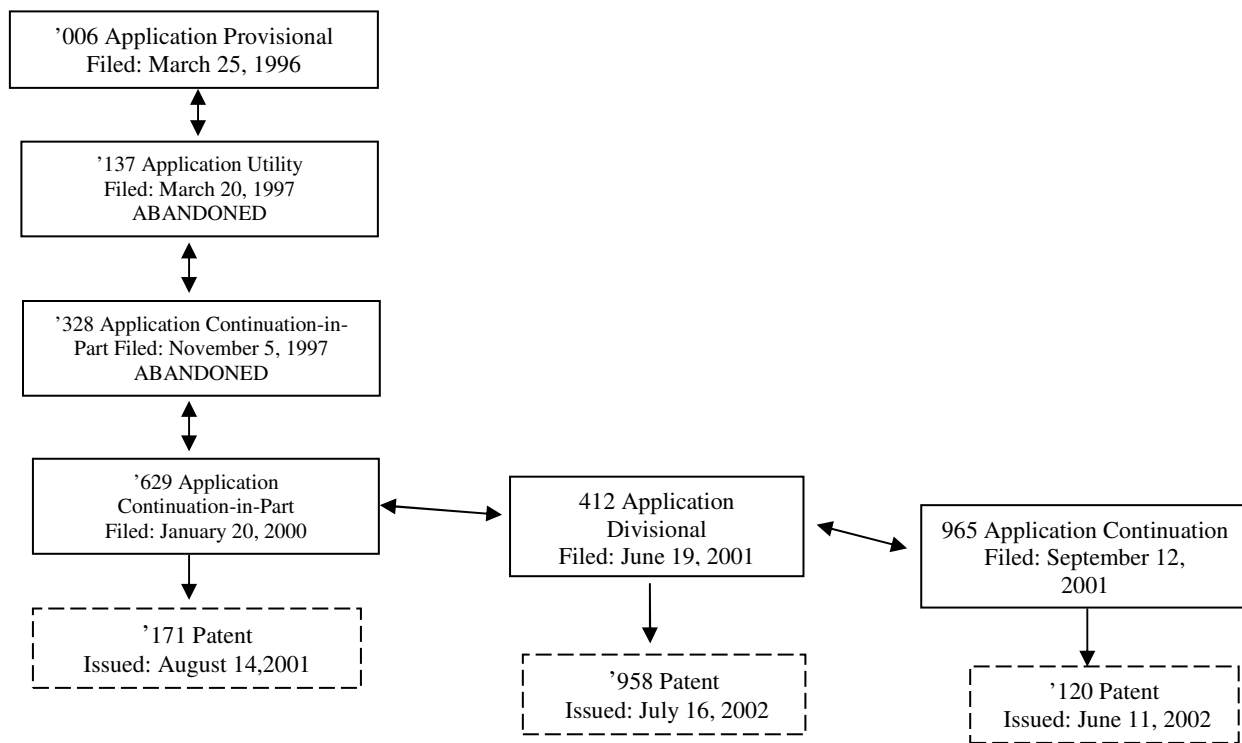 ’006 Application Provisional
Filed: March 25, 1996
’137 Application Utility
Filed: March 20, 1997
ABANDONED
’328 Application Continuation-in-
Part Filed: November 5, 1997
ABANDONED
’629 Application
Continuation-in-Part
Filed: January 20, 2000
412 Application
Divisional
Filed: June 19, 2001
965 Application Continuation
Filed: September 12,
2001
’171 Patent
Issued: August 14,2001
’958 Patent
Issued: July 16, 2002
’120 Patent
Issued: June 11, 2002